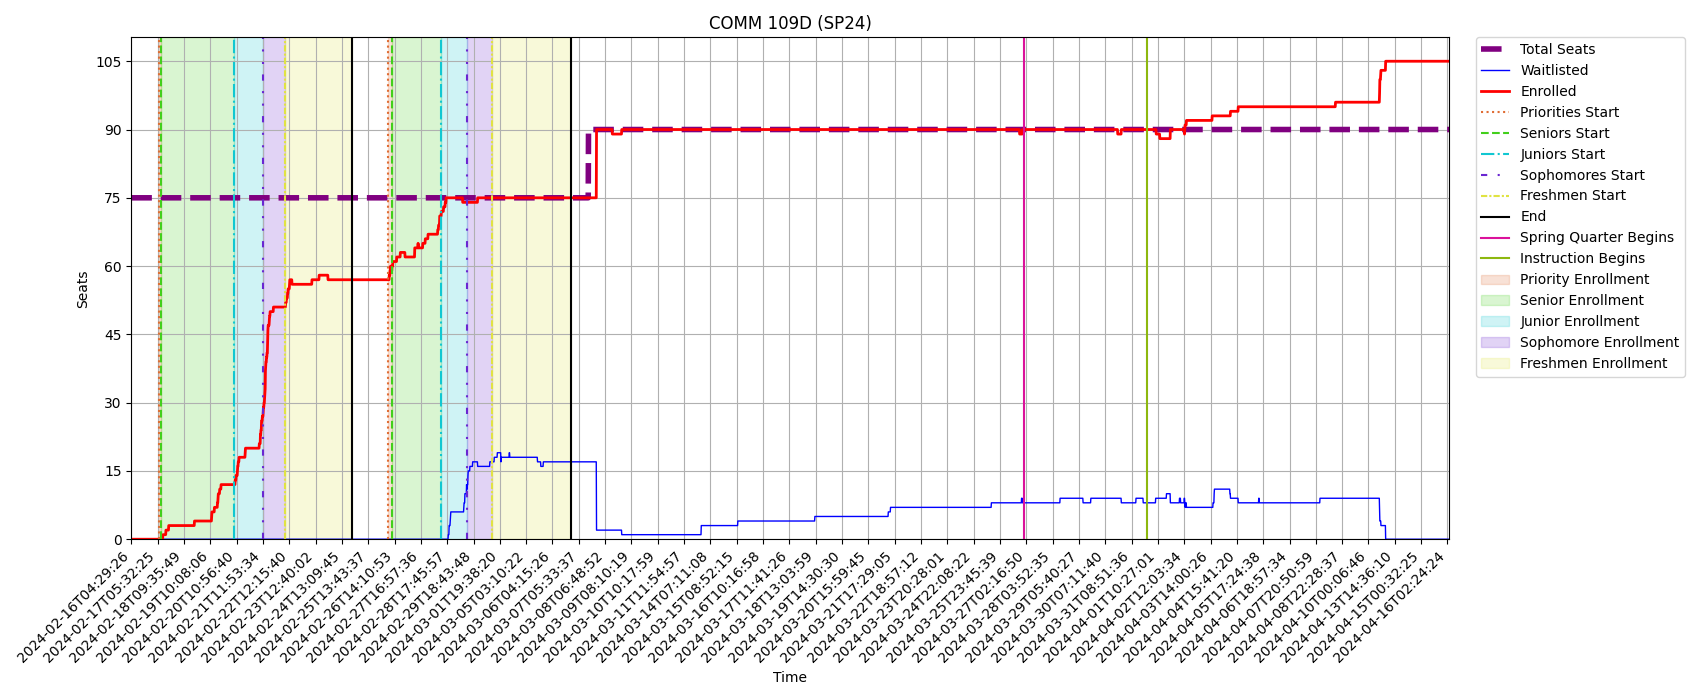 COMM 109D (SP24)
Seats
105
90
75
60
45
30
15
0
2024-02-16T04:29:26
2024-02-17T05:32:25
2024-02-18T09:35:49
2024-02-19T10:08:06
2024-02-20T10:56:40
2024-02-21T11:53:34
2024-02-22T12:15:40
2024-02-23T12:40:02
2024-02-24T13:09:45
2024-02-25T13:43:37
2024-02-26T14:10:53
2024-02-27T16:57:36
2024-02-28T17:45:57
2024-02-29T18:43:48
2024-03-01T19:38:20
2024-03-05T03:10:22
2024-03-06T04:15:26
2024-03-07T05:33:37
2024-03-08T06:48:52
2024-03-09T08:10:19
2024-03-10T10:17:59
2024-03-11T11:54:57
2024-03-14T07:11:08
2024-03-15T08:52:15
2024-03-16T10:16:58
2024-03-17T11:41:26
2024-03-18T13:03:59
2024-03-19T14:30:30
2024-03-20T15:59:45
2024-03-21T17:29:05
2024-03-22T18:57:12
2024-03-23T20:28:01
2024-03-24T22:08:22
2024-03-25T23:45:39
2024-03-27T02:16:50
2024-03-28T03:52:35
2024-03-29T05:40:27
2024-03-30T07:11:40
2024-03-31T08:51:36
2024-04-01T10:27:01
2024-04-02T12:03:34
2024-04-03T14:00:26
2024-04-04T15:41:20
2024-04-05T17:24:38
2024-04-06T18:57:34
2024-04-07T20:50:59
2024-04-08T22:28:37
2024-04-10T00:06:46
2024-04-13T14:36:10
2024-04-15T00:32:25
2024-04-16T02:24:24
Time
Total Seats
Waitlisted
Enrolled
Priorities Start
Seniors Start
Juniors Start
Sophomores Start
Freshmen Start
End
Spring Quarter Begins
Instruction Begins
Priority Enrollment
Senior Enrollment
Junior Enrollment
Sophomore Enrollment
Freshmen Enrollment